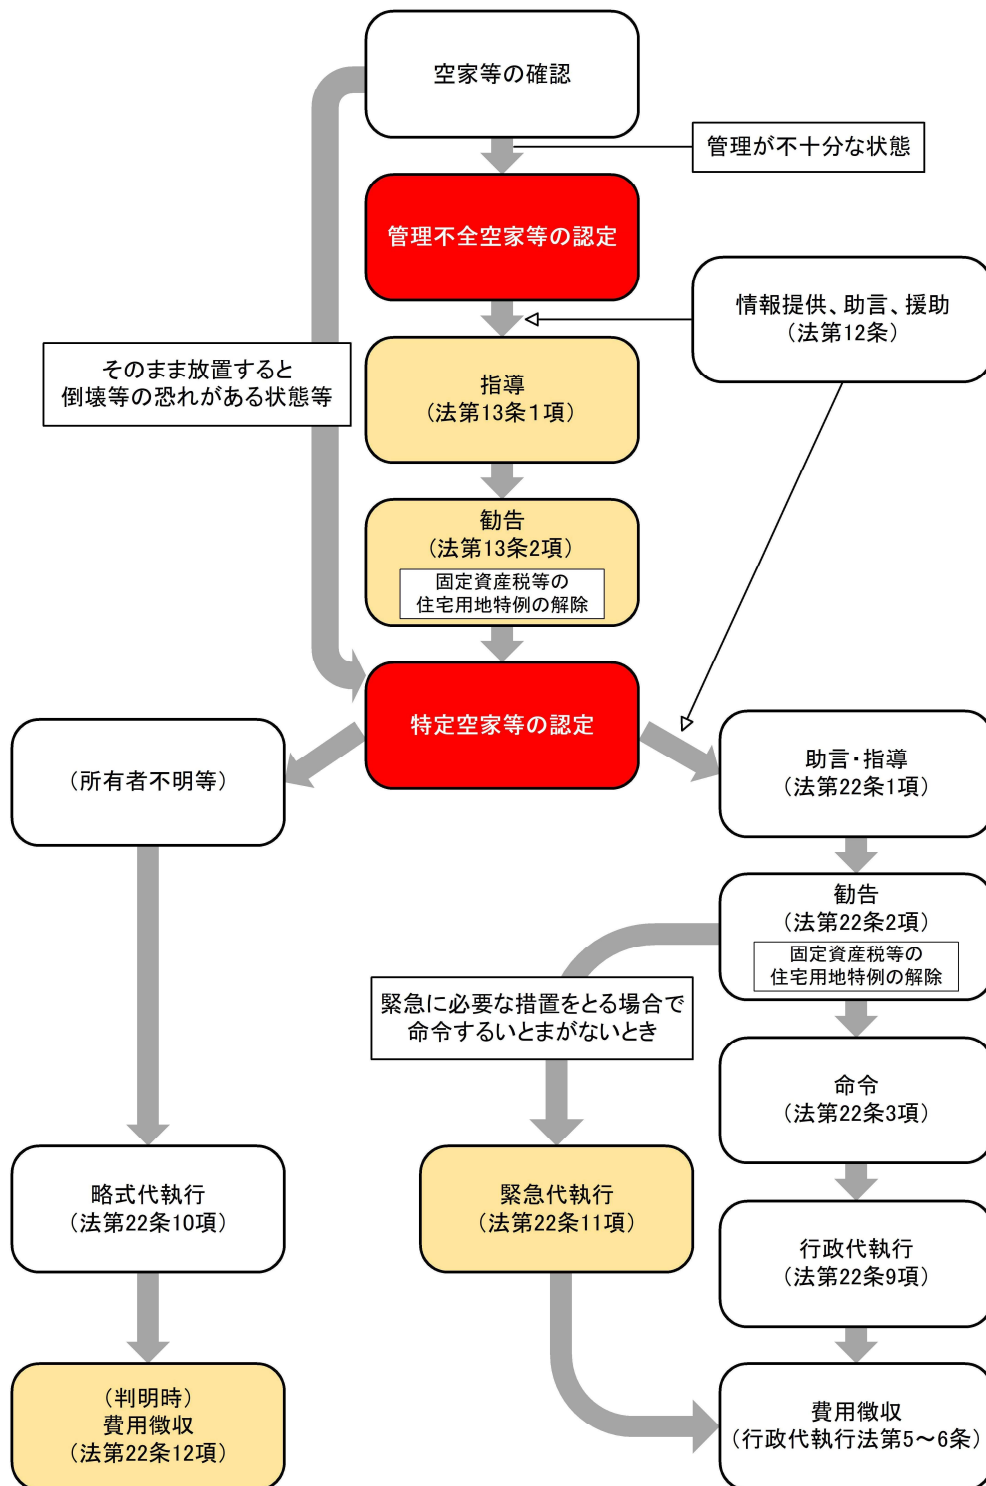 空家等の確認
管理が不十分な状態
管理不全空家等の認定
情報提供、助言、援助
（法第12条）
そのまま放置すると
倒壊等の恐れがある状態等
指導
（法第13条１項）
勧告
（法第13条2項）
固定資産税等の
住宅用地特例の解除
特定空家等の認定
（所有者不明等）
助言・指導
（法第22条1項）
勧告
（法第22条2項）
固定資産税等の
住宅用地特例の解除
緊急に必要な措置をとる場合で
命令するいとまがないとき
命令
（法第22条3項）
略式代執行
（法第22条10項）
緊急代執行
（法第22条11項）
行政代執行
（法第22条9項）
（判明時）
費用徴収
（法第22条12項）
費用徴収
（行政代執行法第5～6条）